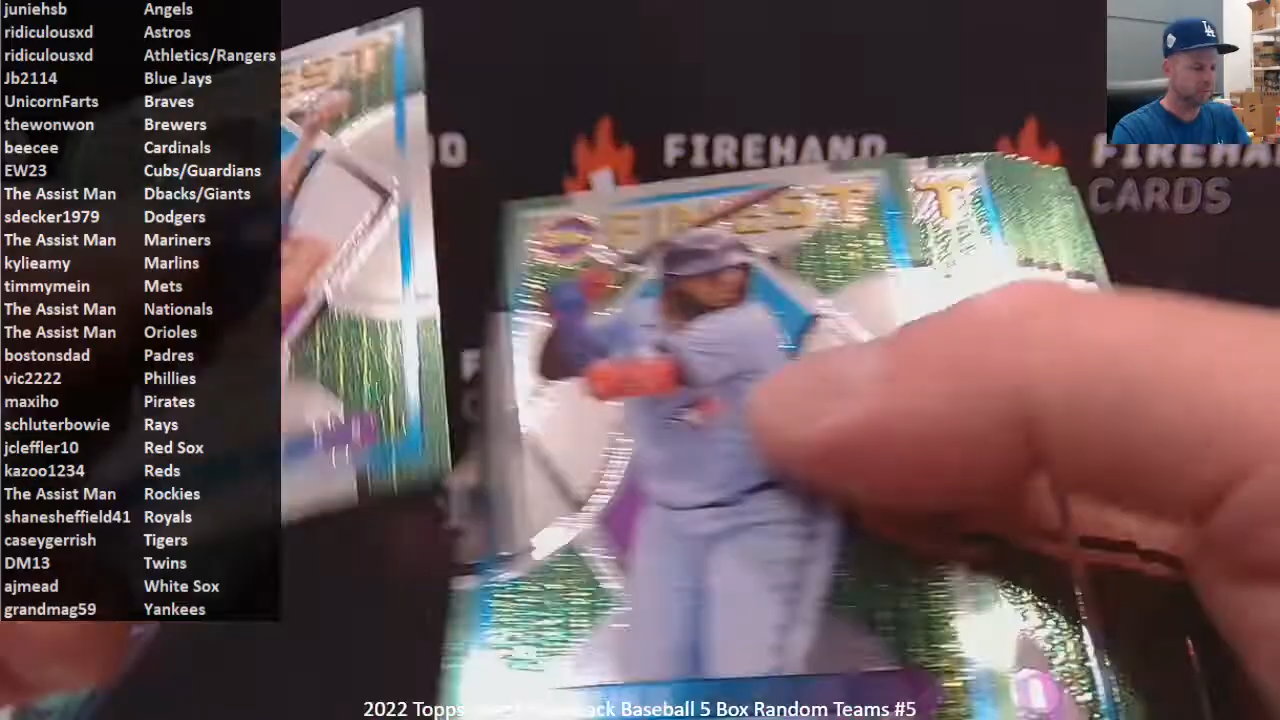 juniehsb Angels
ridiculousxd Astros
ridiculousxd Athletics/Rangers
Jb2114 Blue Jays
UnicornFarts Braves
thewonwon Brewers
beecee Cardinals
EW23 Cubs/Guardians
The Assist Man Dbacks/Giants
sdecker1979 Dodgers
The Assist Man Mariners
kylieamy Marlins
timmymein Mets
The Assist Man Nationals
The Assist Man Orioles
bostonsdad Padres
vic2222 Phillies
maxiho Pirates
schluterbowie Rays
jcleffler10 Red Sox
kazoo1234 Reds
The Assist Man Rockies
shanesheffield41 Royals
caseygerrish Tigers
DM13 Twins
ajmead White Sox
grandmag59 Yankees
LA
FIREHAND
CARDS
FINEST
2022 Topps Baseball 5 Box Random Teams #5